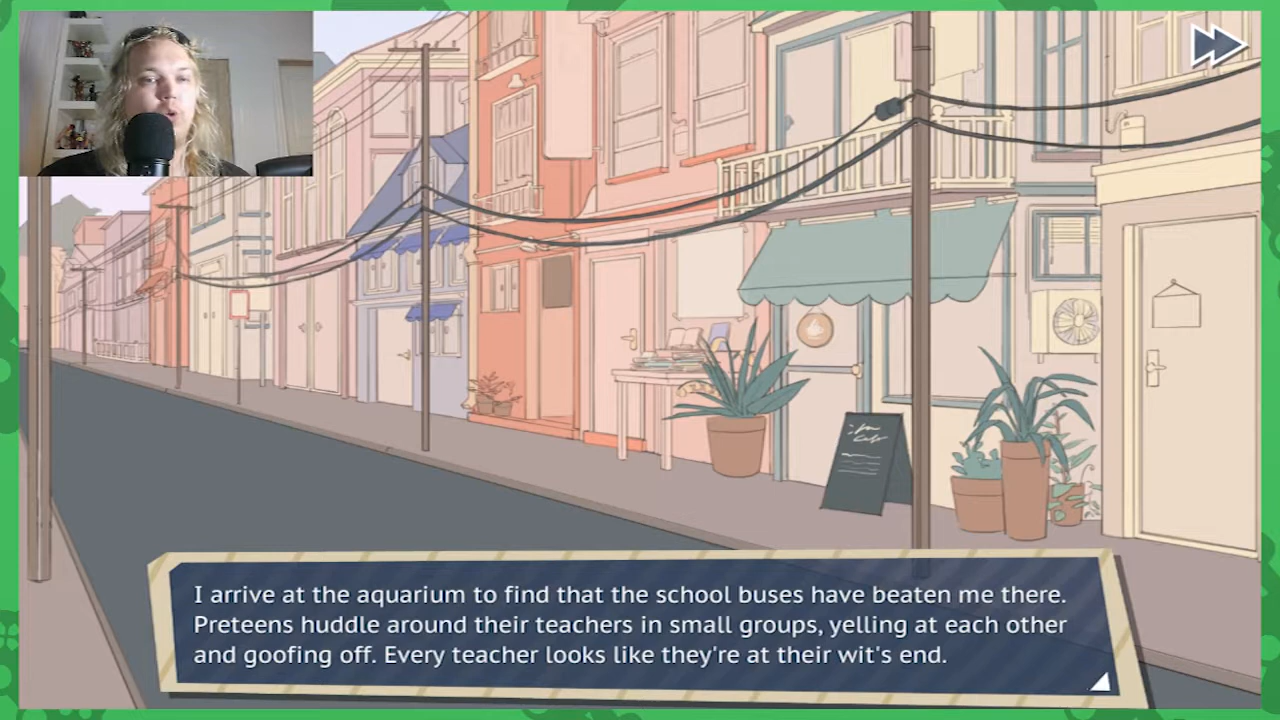 I arrive at the aquarium to find that the school buses have beaten me there.
Preteens huddle around their teachers in small groups, yelling at each other
and goofing off. Every teacher looks like they're at their wit's end.